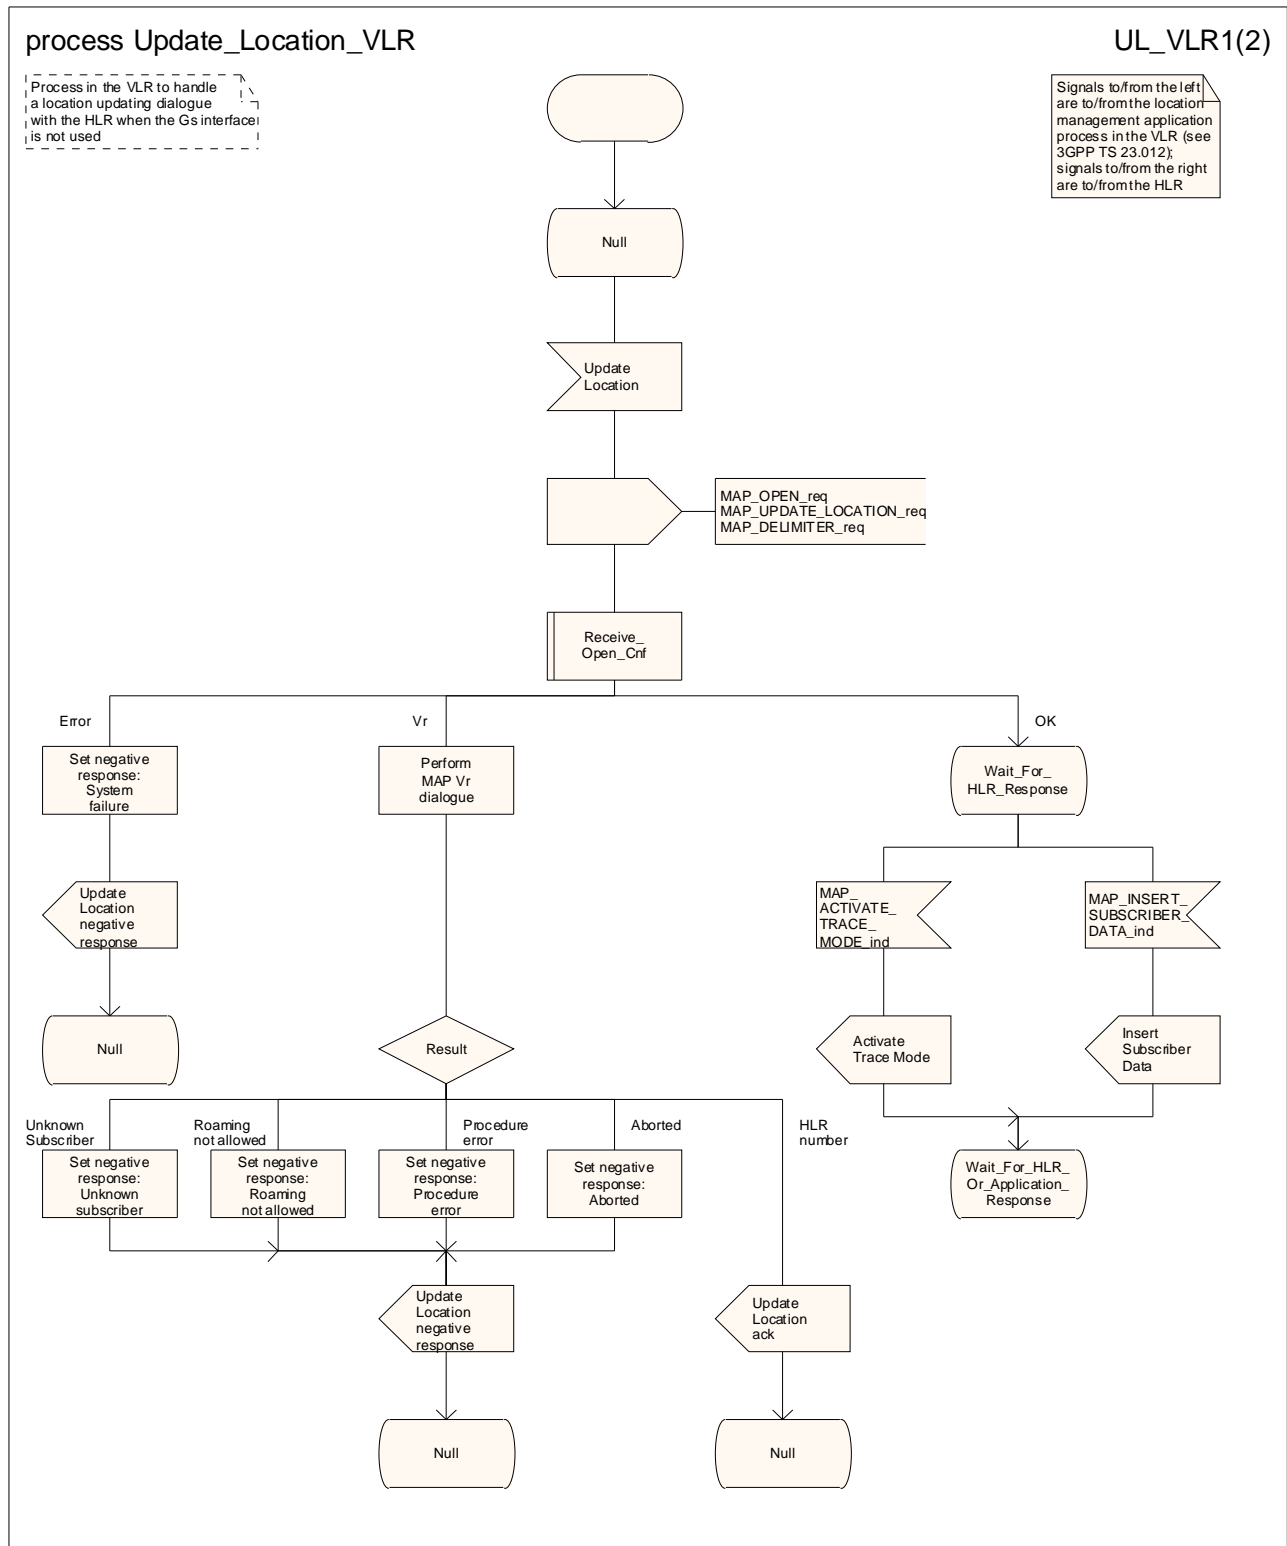 process Update_Location_VLR
UL_VLR1(2)
Process in the VLR to handle
a location updating dialogue
with the HLR when the Gs interface
is not used
Signals to/from the left
are to/from the location
management application
process in the VLR (see
3GPP TS 23.012);
signals to/from the right
are to/from the HLR
Null
Update
Location
MAP_OPEN_req
MAP_UPDATE_LOCATION_req
MAP_DELIMITER_req
Receive_
Open_Cnf
Error
Vr
OK
Set negative
response:
System
failure
Perform
MAP Vr
dialogue
Wait_For_
HLR_Response
Update
Location
negative
response
MAP_
ACTIVATE_
TRACE_
MODE_ind
MAP_INSERT_
SUBSCRIBER_
DATA_ind
Null
Result
Activate
Trace Mode
Insert
Subscriber
Data
Unknown
Subscriber
Roaming
not allowed
Procedure
error
Aborted
HLR
number
Set negative
response:
Unknown
subscriber
Set negative
response:
Roaming
not allowed
Set negative
response:
Procedure
error
Set negative
response:
Aborted
Wait_For_HLR_
Or_Application_
Response
Update
Location
negative
response
Update
Location
ack
Null
Null